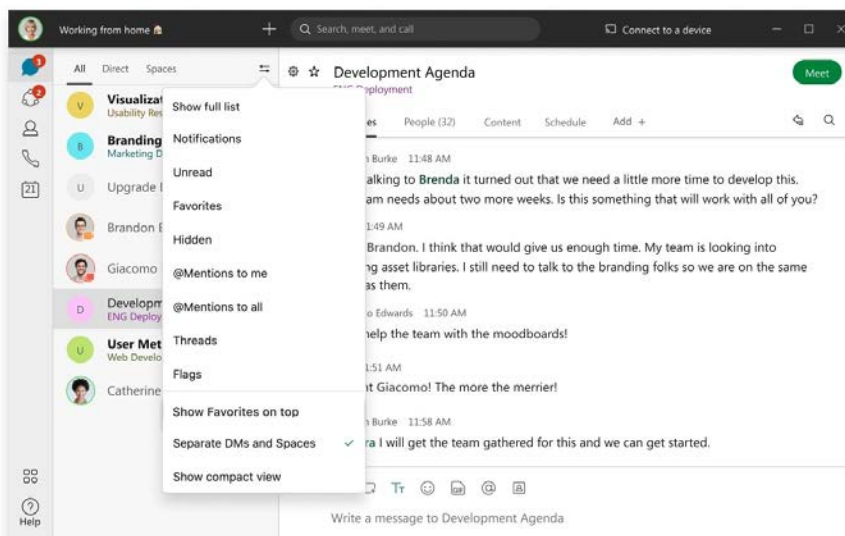 Working from home
Search, meet, and call
Connect to a device
3
2
21
Help
All Direct Spaces
V
Usability Res
B
Branding
Marketing D
U
Upgrade
Brandon
Giacomo
D
ENG Deploy
U
User Met
Web Develo
Catherine
Show full list
Notifications
Unread
Favorites
Hidden
@Mentions to me
@Mentions to all
Threads
Flags
Show Favorites on top
Separate DMs and Spaces
Show compact view
Development Agenda
Meet
People (32) Content Schedule Add +
Burke 11:48 AM
alking to Brenda it turned out that we need a little more time to develop this.
am needs about two more weeks. Is this something that will work with all of you?
1:49 AM
Brandon. I think that would give us enough time. My team is looking into
ng asset libraries. I still need to talk to the branding folks so we are on the same
as them.
o Edwards 11:50 AM
help the team with the moodboards!
1:51 AM
t Giacomo! The more the merrier!
Burke 11:58 AM
ra I will get the team gathered for this and we can get started.
Write a message to Development Agenda